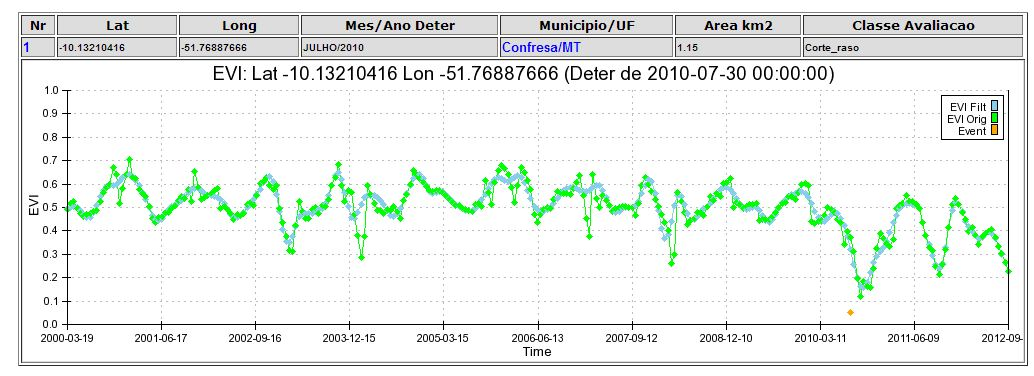 Nr Lat Long Mes/Ano Deter Municipio/UF Area km2 Classe Avaliacao
1 -10.13210416 -51.76887666 JULHO/2010 Confresa/MT 1.15 Corte_raso
EVI: Lat -10.13210416 Lon -51.76887666 (Deter de 2010-07-30 00:00:00)
1.0
0.9
0.8
0.7
0.6
0.5
0.4
0.3
0.2
0.1
0.0
EVI
EVI Filt
EVI Orig
Event
2000-03-19 2001-06-17 2002-09-16 2003-12-15 2005-03-15 2006-06-13 2007-09-12 2008-12-10 2010-03-11 2011-06-09 2012-09-
Time